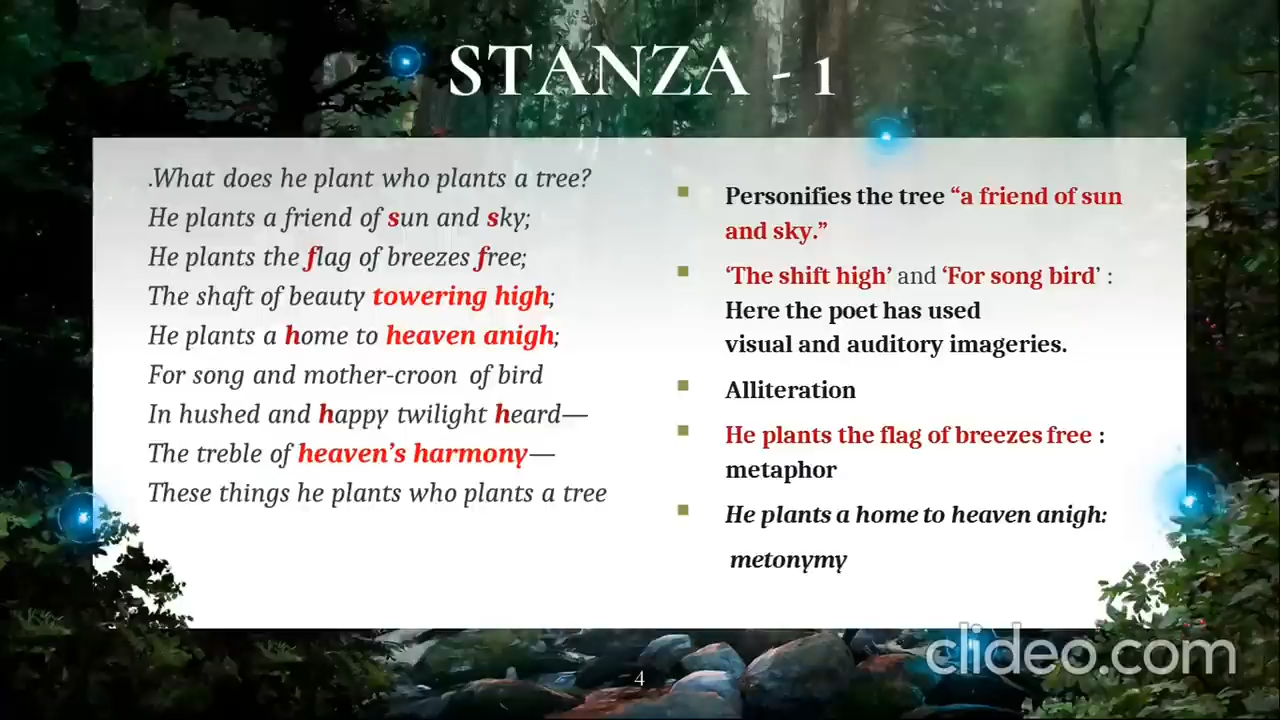 STANZA - 1
.What does he plant who plants a tree?
He plants a friend of sun and sky;
He plants the flag of breezes free;
The shaft of beauty towering high;
He plants a home to heaven anigh;
For song and mother-croon of bird
In hushed and happy twilight heard—
The treble of heaven's harmony—
These things he plants who plants a tree
Personifies the tree “a friend of sun
and sky.”
‘The shift high’ and ‘For song bird’ :
Here the poet has used
visual and auditory imageries.
Alliteration
He plants the flag of breezes free :
metaphor
He plants a home to heaven anigh:
metonymy
4
clideo.com